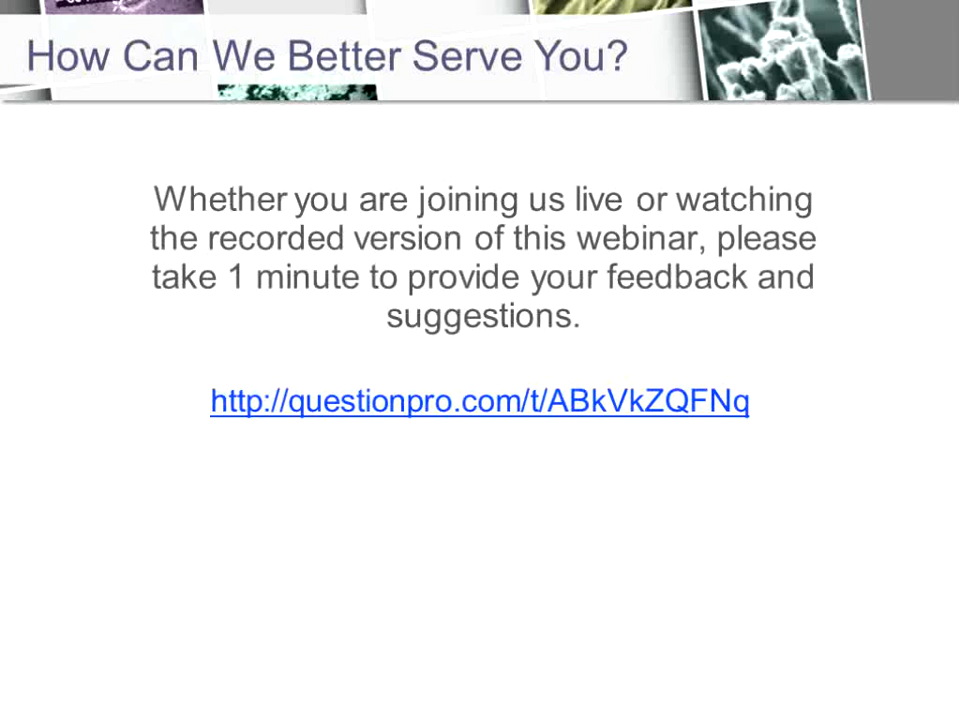 How Can We Better Serve You?
Whether you are joining us live or watching
the recorded version of this webinar, please
take 1 minute to provide your feedback and
suggestions.
http://questionpro.com/t/ABkVkZQFNq